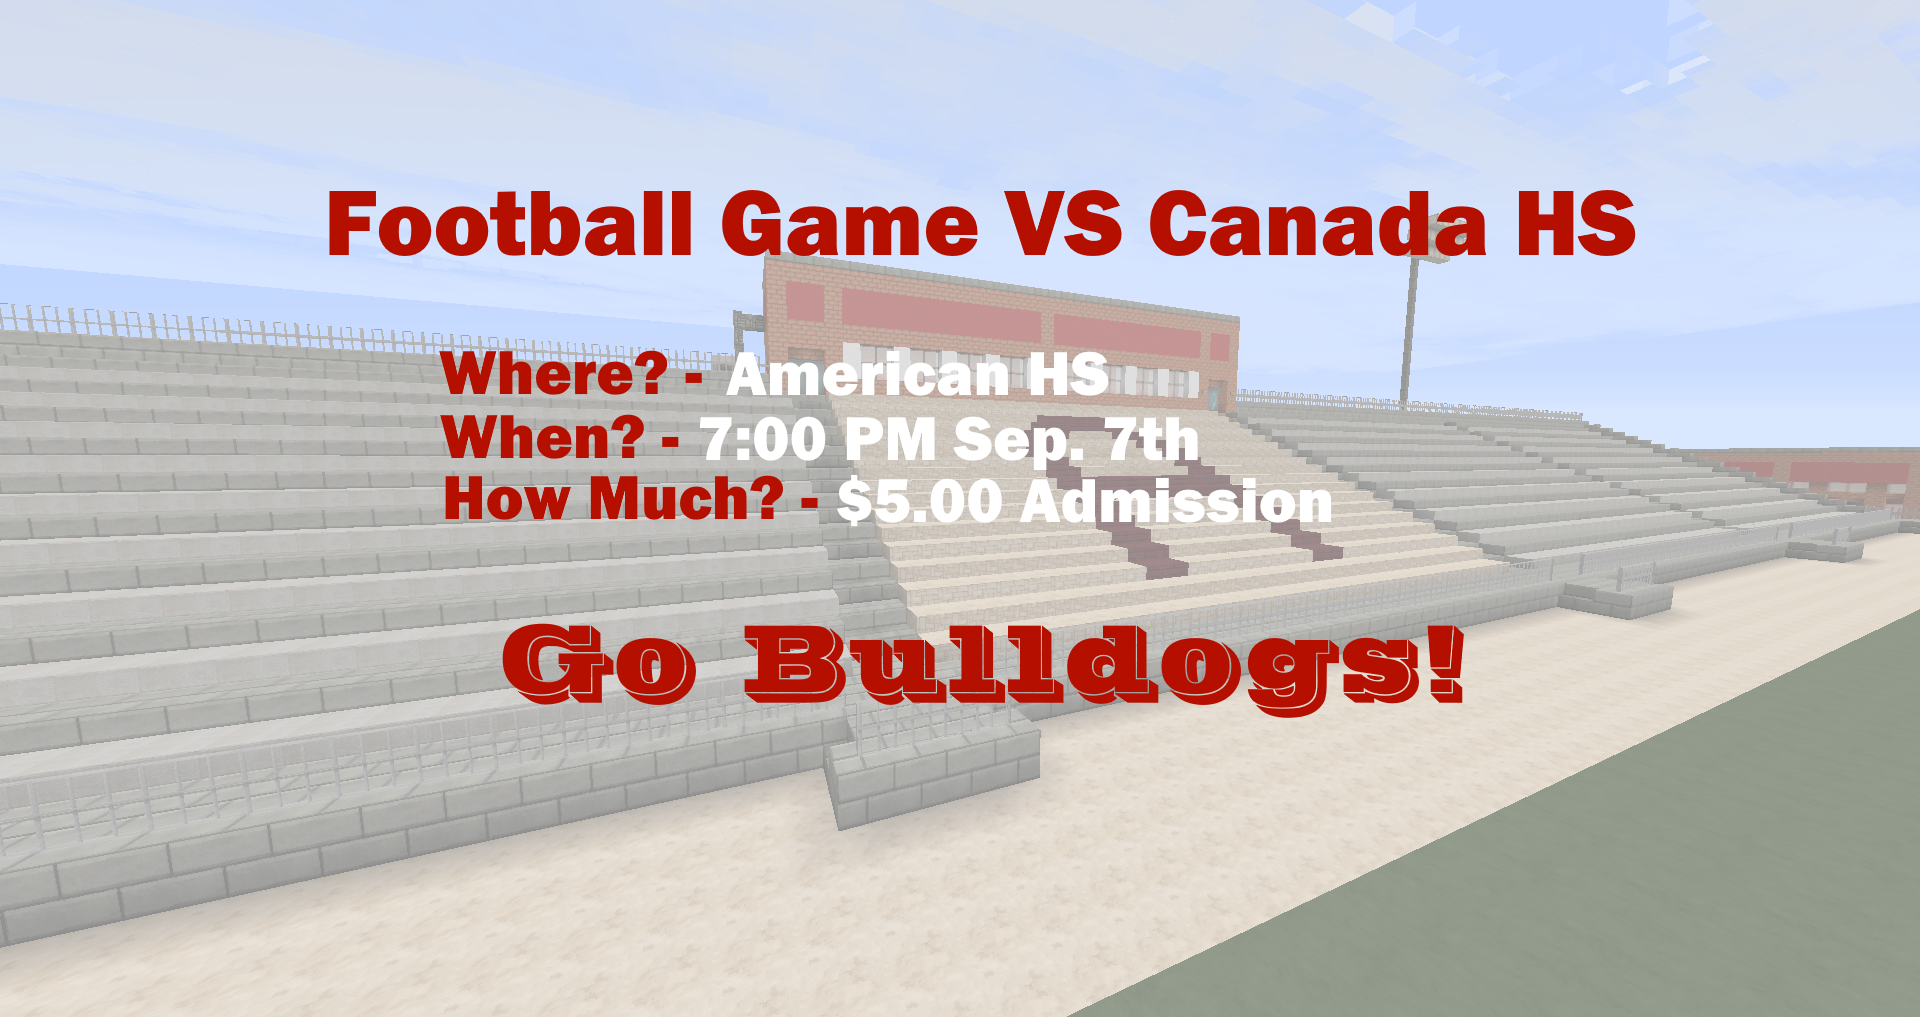 Football Game VS Canada HS
Where? - American HS
When? - 7:00 PM Sep. 7th
How Much? - $5.00 Admission
Go Bulldogs!